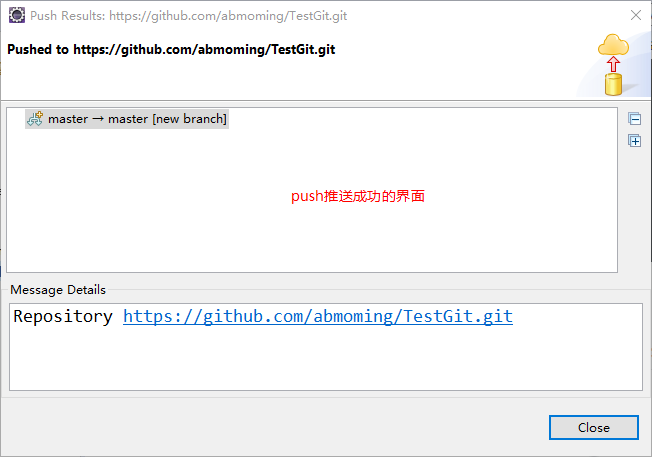 Push Results: https://github.com/abmoming/TestGit.git
Pushed to https://github.com/abmoming/TestGit.git
master → master [new branch]
push推送成功的界面
Message Details
Repository https://github.com/abmoming/TestGit.git
Close